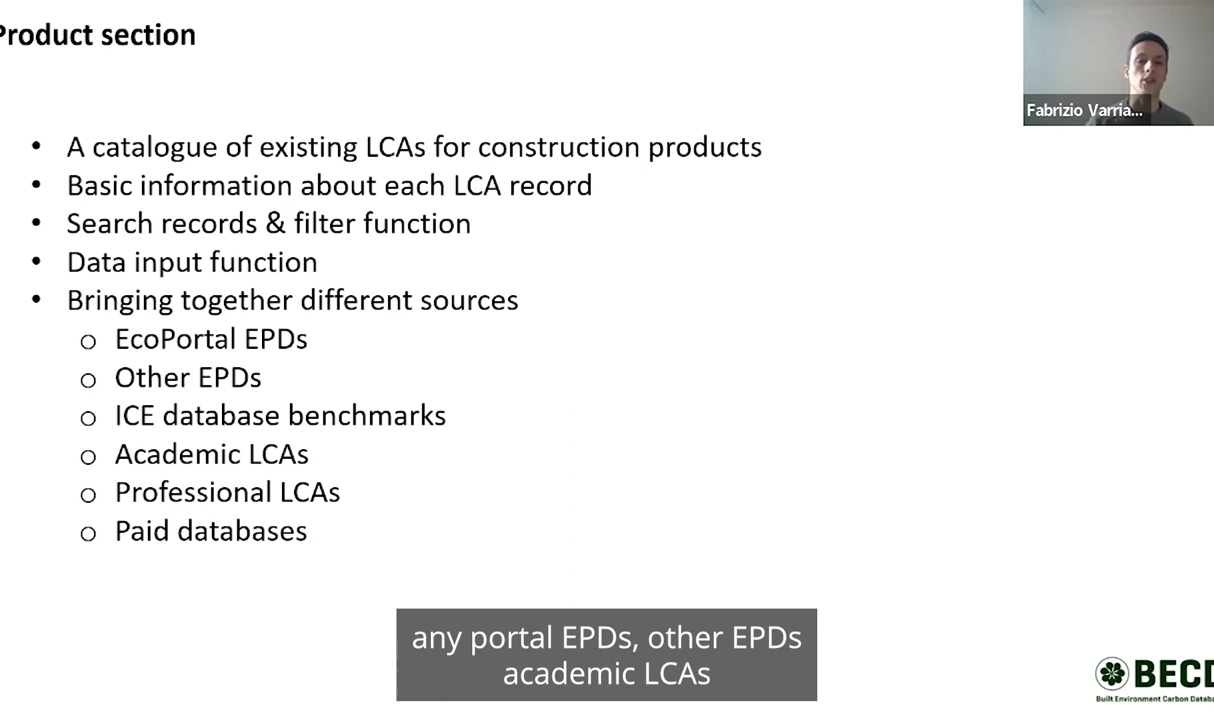 Product section
Fabrizio Varria...
• A catalogue of existing LCAs for construction products
• Basic information about each LCA record
• Search records & filter function
• Data input function
• Bringing together different sources
o EcoPortal EPDs
o Other EPDs
o ICE database benchmarks
o Academic LCAs
o Professional LCAs
o Paid databases
any portal EPDs, other EPDs
academic LCAs
BECD
Built Environment Carbon Databa